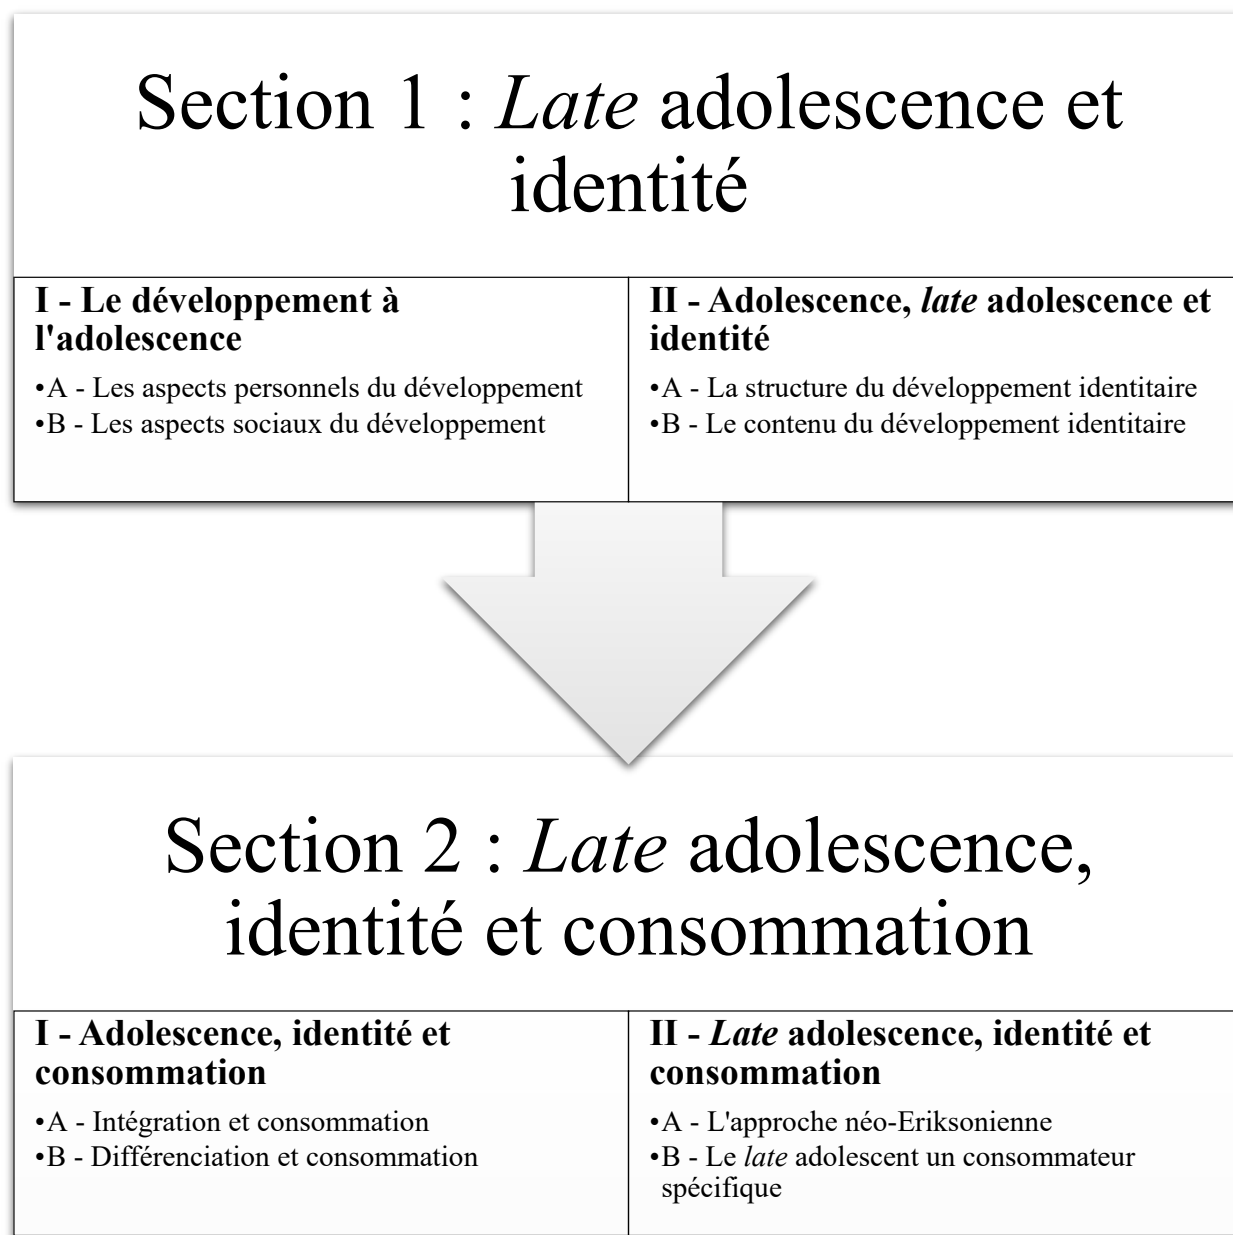 Section 1 : Late adolescence et
identité
I - Le développement à
l'adolescence
•A - Les aspects personnels du développement
•B - Les aspects sociaux du développement
II - Adolescence, late adolescence et
identité
•A - La structure du développement identitaire
•B - Le contenu du développement identitaire
Section 2 : Late adolescence,
identité et consommation
I - Adolescence, identité et
consommation
•A - Intégration et consommation
•B - Différenciation et consommation
II - Late adolescence, identité et
consommation
•A - L'approche néo-Eriksonienne
•B - Le late adolescent un consommateur
spécifique